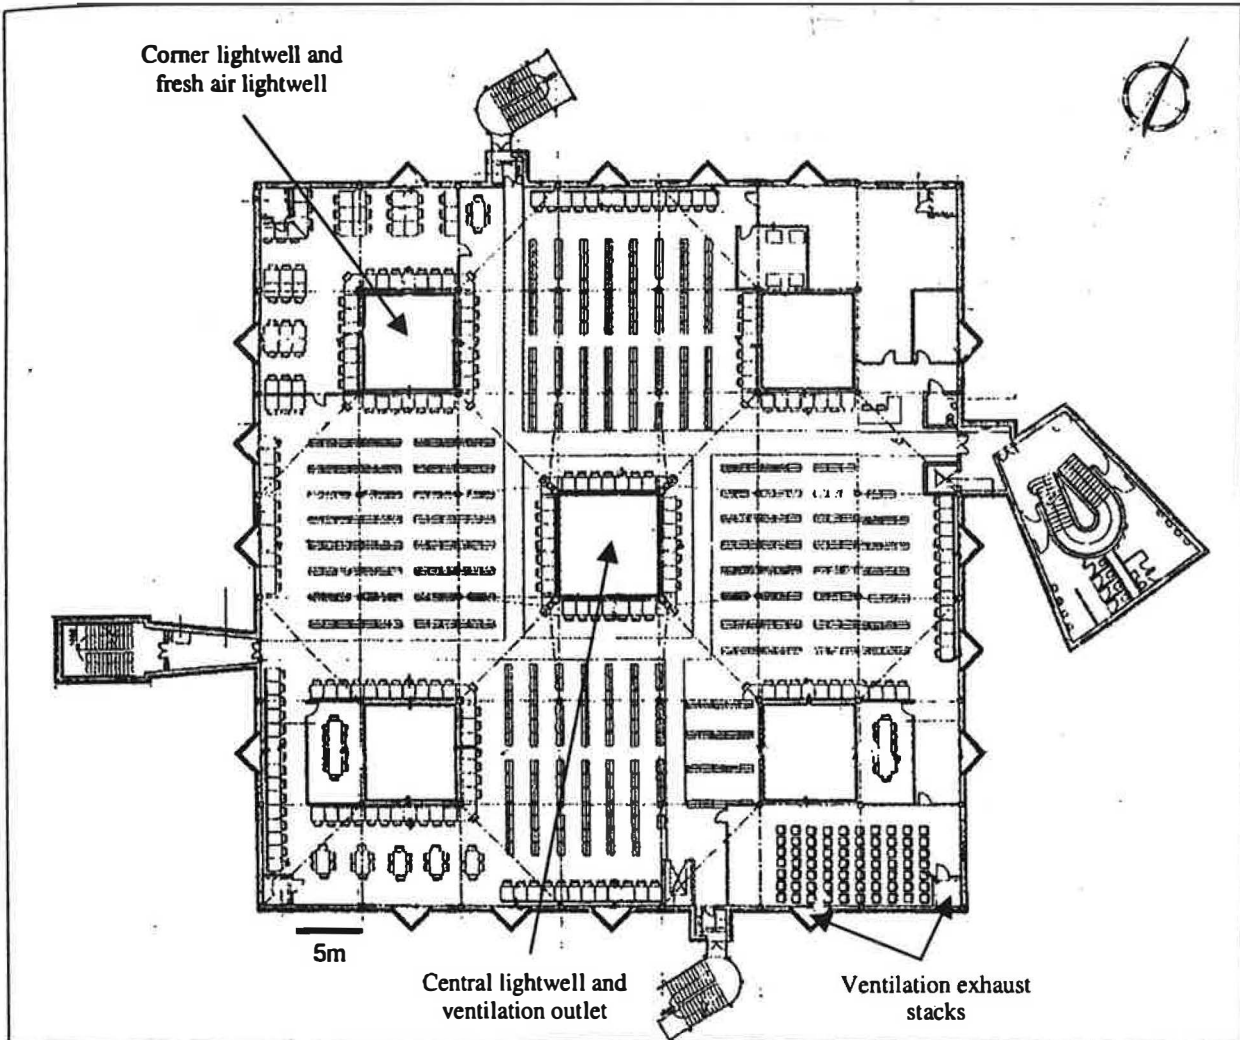 Corner lightwell and
fresh air lightwell
5m
Central lightwell and
ventilation outlet
Ventilation exhaust
stacks